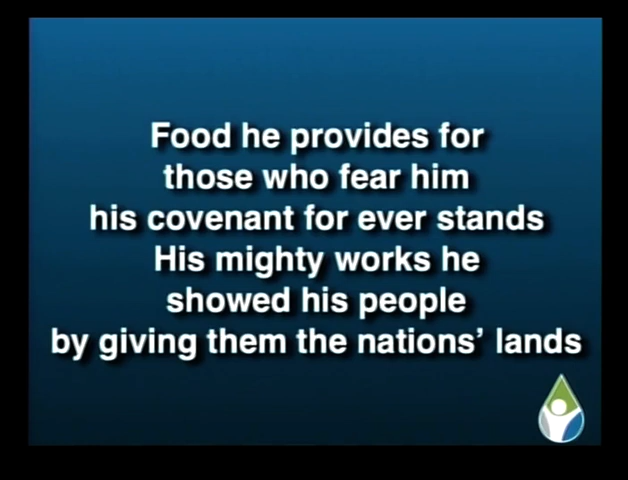 Food he provides for
those who fear him
his covenant for ever stands
His mighty works he
showed his people
by giving them the nations’ lands